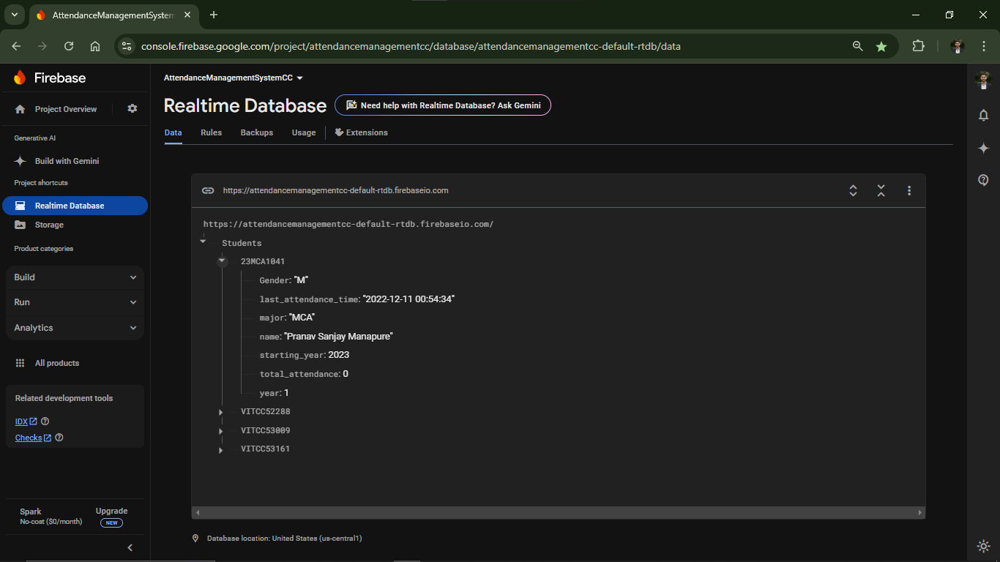 AttendanceManagementSystem
console.firebase.google.com/project/attendancemanagementcc/database/attendancemanagementcc-default-rtdb/data
Firebase
AttendanceManagementSystemCC
Project Overview
Realtime Database
Need help with Realtime Database? Ask Gemini
Data Rules Backups Usage Extensions
Generative AI
Build with Gemini
Project shortcuts
Realtime Database
Storage
Product categories
Build
Run
Analytics
All products
Related development tools
IDX
Checks
Spark
No-cost ($0/month)
Upgrade
NEW
https://attendancemanagementcc-default-rtdb.firebaseio.com
https://attendancemanagementcc-default-rtdb.firebaseio.com/
Students
23MCA1041
Gender: "M"
last_attendance_time: "2022-12-11 00:54:34"
major: "MCA"
name: "Pranav Sanjay Manapure"
starting_year: 2023
total_attendance: 0
year: 1
VITCC52288
VITCC53009
VITCC53161
Database location: United States (us-central1)